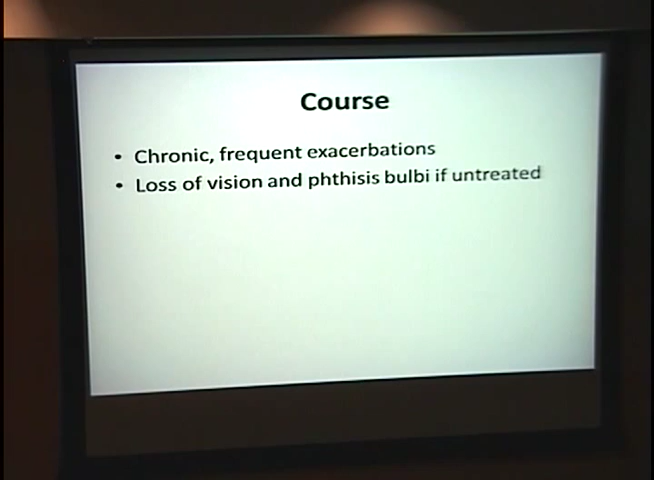 Course
• Chronic, frequent exacerbations
• Loss of vision and phthisis bulbi if untreated